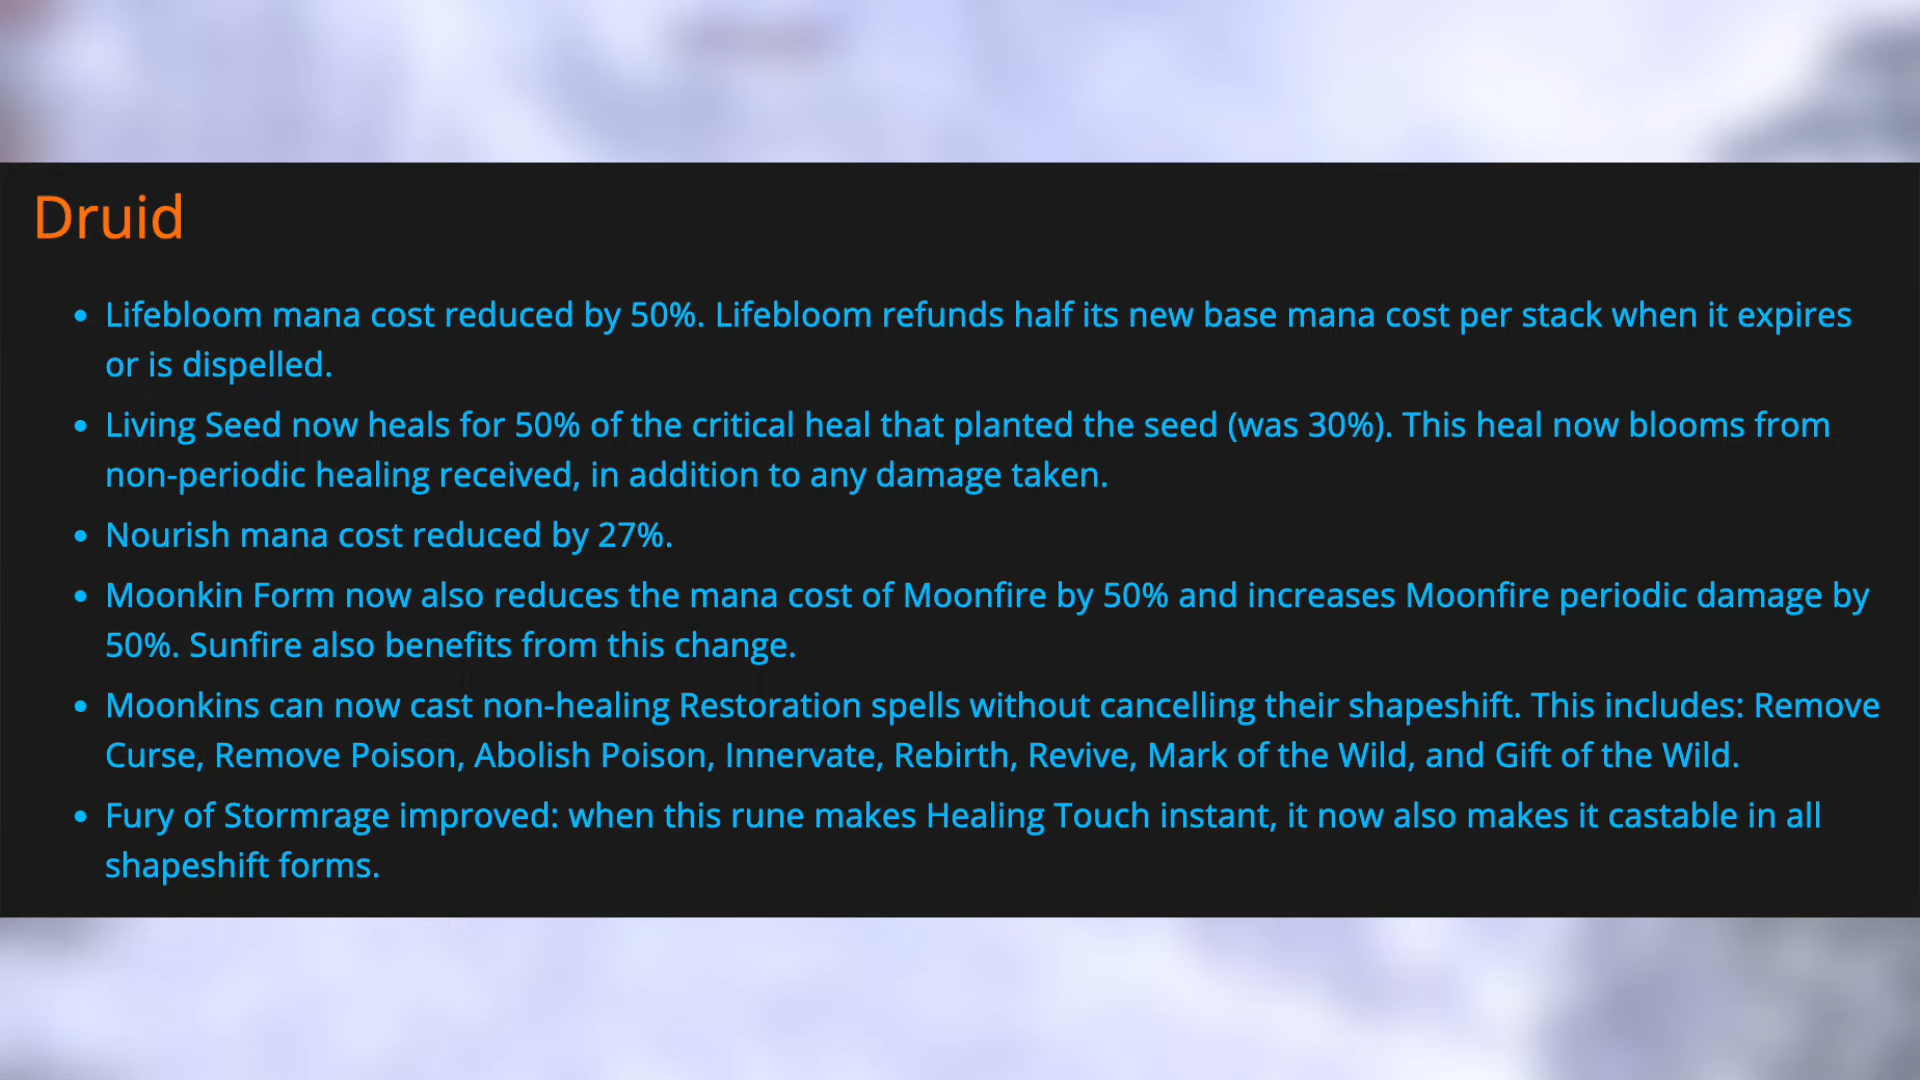 Druid
• Lifebloom mana cost reduced by 50%. Lifebloom refunds half its new base mana cost per stack when it expires
or is dispelled.
• Living Seed now heals for 50% of the critical heal that planted the seed (was 30%). This heal now blooms from
non-periodic healing received, in addition to any damage taken.
• Nourish mana cost reduced by 27%.
• Moonkin Form now also reduces the mana cost of Moonfire by 50% and increases Moonfire periodic damage by
50%. Sunfire also benefits from this change.
• Moonkins can now cast non-healing Restoration spells without cancelling their shapeshift. This includes: Remove
Curse, Remove Poison, Abolish Poison, Innervate, Rebirth, Revive, Mark of the Wild, and Gift of the Wild.
• Fury of Stormrage improved: when this rune makes Healing Touch instant, it now also makes it castable in all
shapeshift forms.